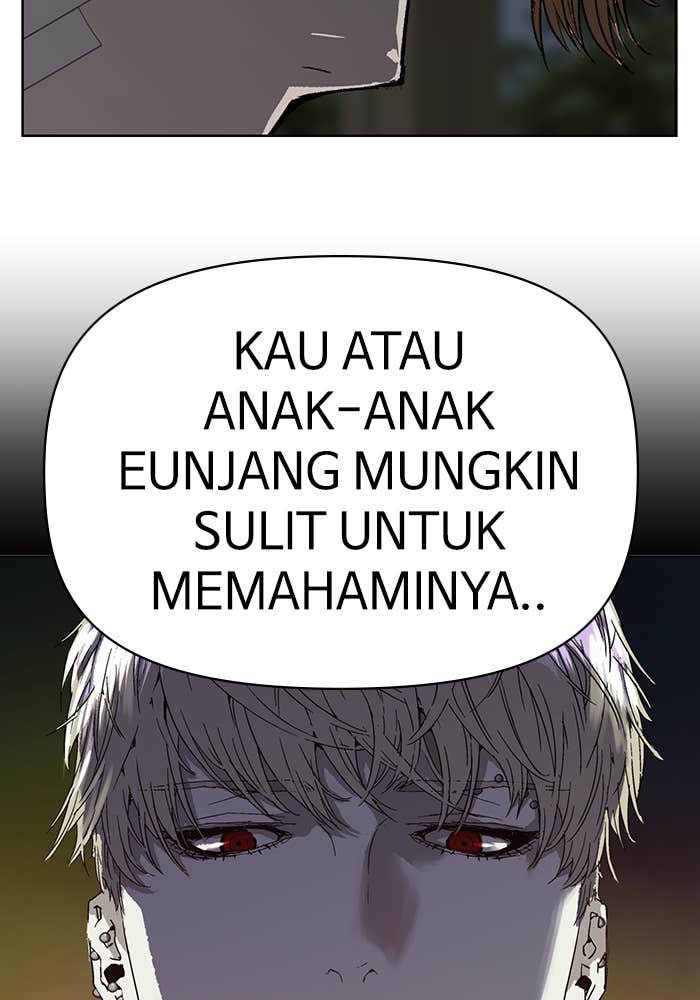 KAU ATAU
ANAK-ANAK
EUNJANG MUNGKIN
SULIT UNTUK
MEMAHAMINYA..